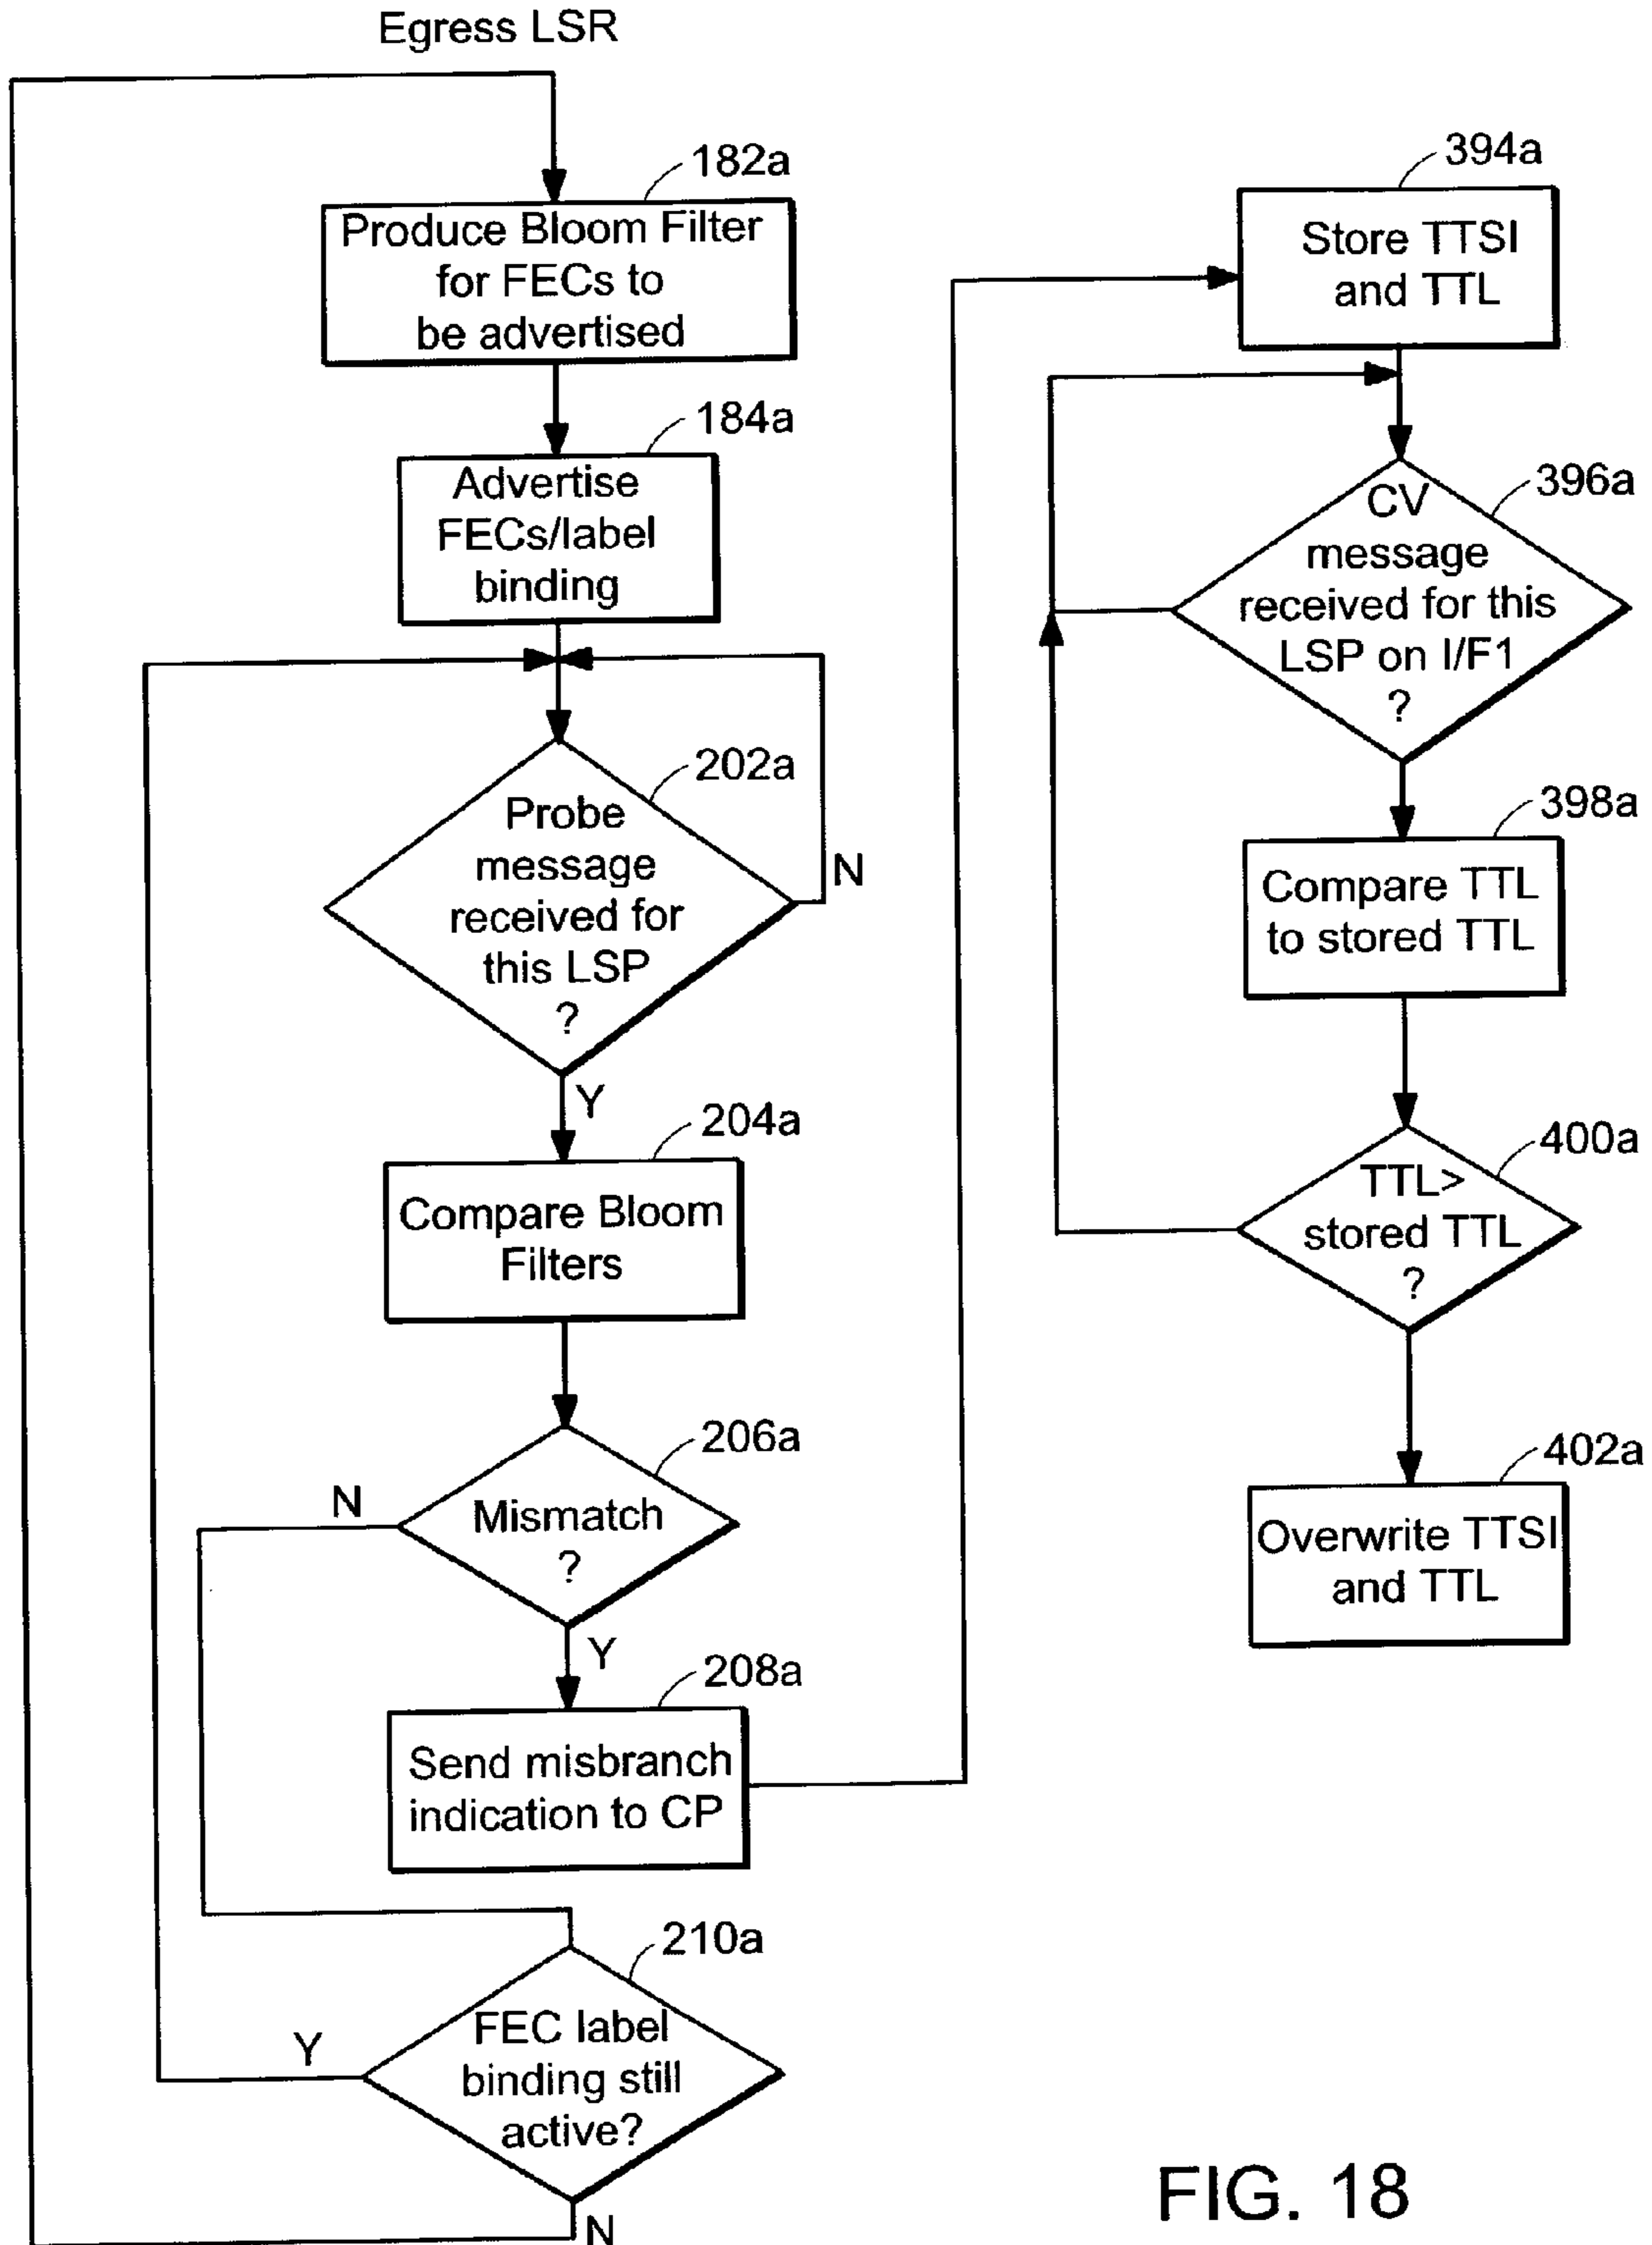 Egress LSR
182a
Produce Bloom Filter
for FECs to
be advertised
184a
Advertise
FECs/label
binding
202a
Probe
message
received for
this LSP
?
N
Y
204a
Compare Bloom
Filters
206a
Mismatch
?
N
Y
208a
Send misbranch
indication to CP
210a
FEC label
binding still
active?
Y
N
394a
Store TTSI
and TTL
396a
CV
message
received for this
LSP on I/F1
?
398a
Compare TTL
to stored TTL
400a
TTL>
stored TTL
?
402a
Overwrite TTSI
and TTL
FIG. 18